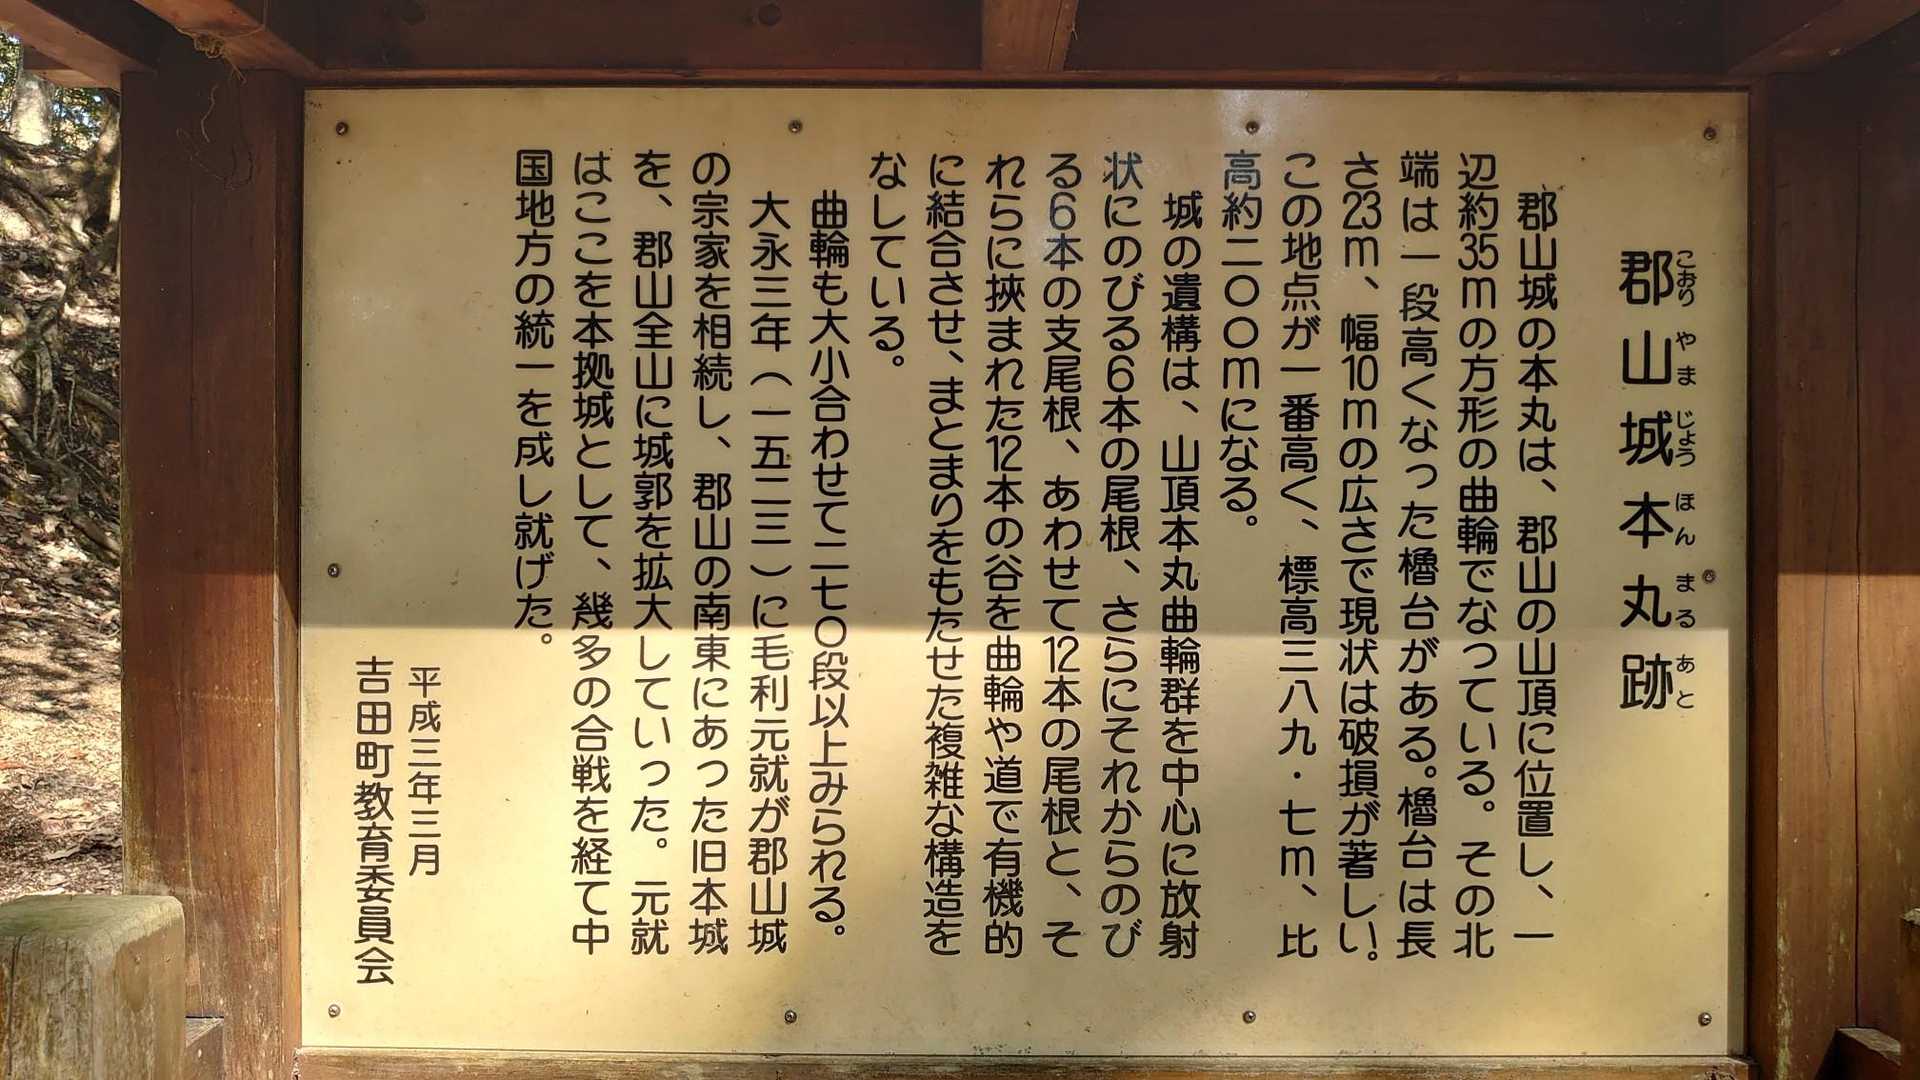 郡山城本丸跡
こおりやまじょうほんまるあと
郡山城の本丸は、郡山の山頂に位置し、一
辺約35mの方形の曲輪でなっている。その北
端は一段高くなった櫓台がある。櫓台は長
さ23m、幅10mの広さで現状は破損が著しい。
この地点が一番高く、標高三八九・七m、比
高約二〇〇mになる。
城の遺構は、山頂本丸曲輪群を中心に放射
状にのびる6本の尾根、さらにそれからのび
る6本の支尾根、あわせて12本の尾根と、そ
れらに挾まれた12本の谷を曲輪や道で有機的
に結合させ、まとまりをもたせた複雑な構造を
なしている。
曲輪も大小合わせて二七〇段以上みられる。
大永三年（一五二三）に毛利元就が郡山城
の宗家を相続し、郡山の南東にあった旧本城
を、郡山全山に城郭を拡大していった。元就
はここを本拠城として、幾多の合戦を経て中
国地方の統一を成し就げた。
平成三年三月
吉田町教育委員会